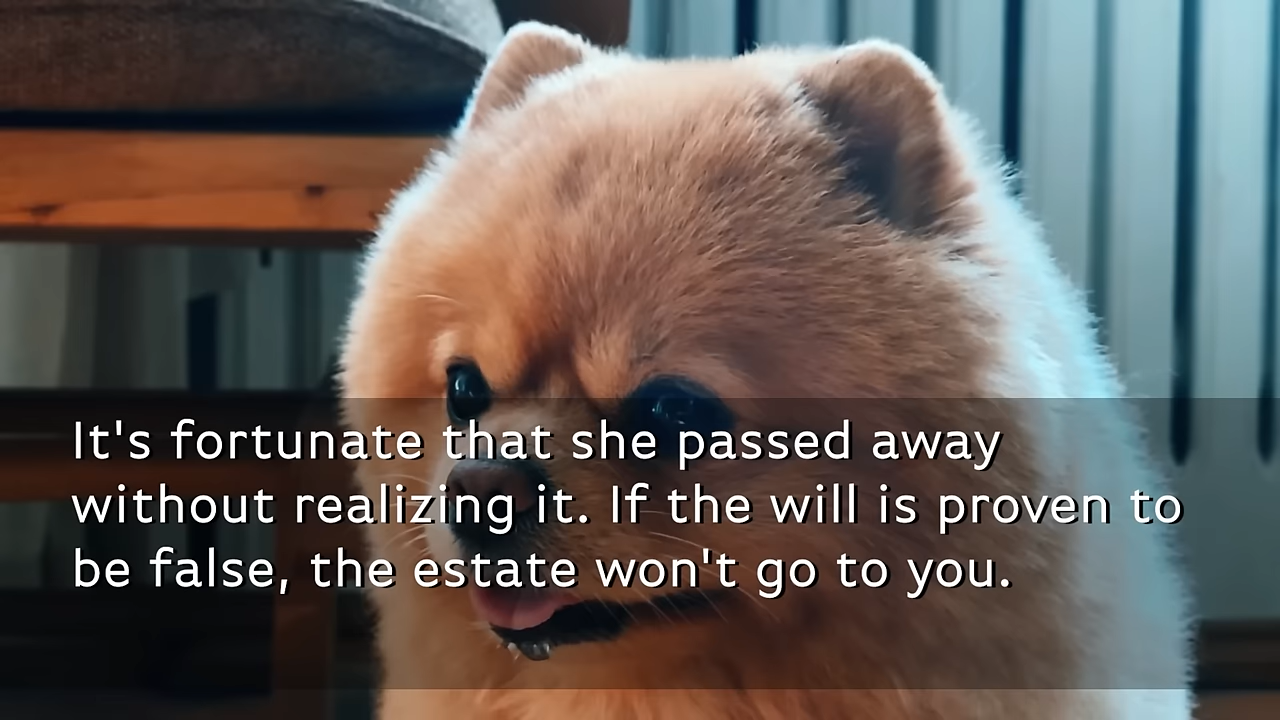 It's fortunate that she passed away
without realizing it. If the will is proven to
be false, the estate won't go to you.